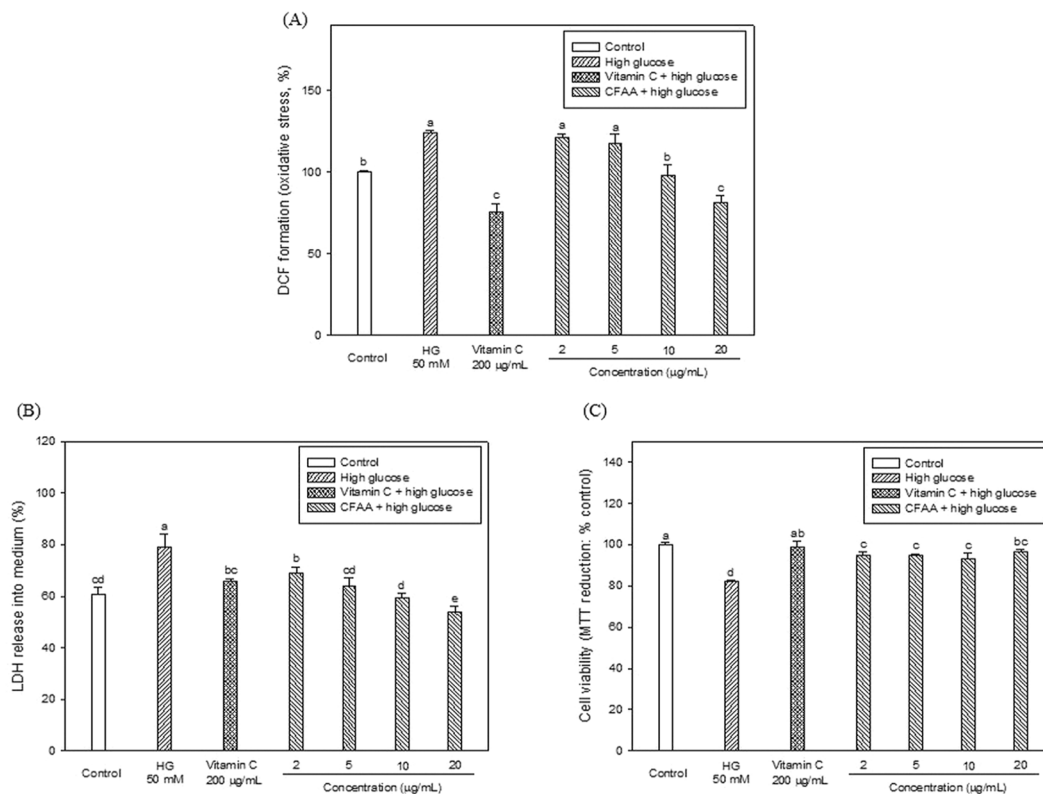 (A)
DCF formation (oxidative stress, %)
150
100
50
0
Control
High glucose
Vitamin C + high glucose
CFAA + high glucose
b
a
c
a
a
b
c
Control
HG
50 mM
Vitamin C
200 µg/mL
2
5
10
20
Concentration (µg/mL)
(B)
LDH release into medium (%)
120
100
80
60
40
20
0
Control
High glucose
Vitamin C + high glucose
CFAA + high glucose
cd
a
bc
b
cd
d
e
Control
HG
50 mM
Vitamin C
200 µg/mL
2
5
10
20
Concentration (µg/mL)
(C)
Cell viability (MTT reduction: % control)
140
120
100
80
60
40
20
0
Control
High glucose
Vitamin C + high glucose
CFAA + high glucose
a
d
ab
c
c
c
bc
Control
HG
50 mM
Vitamin C
200 µg/mL
2
5
10
20
Concentration (µg/mL)